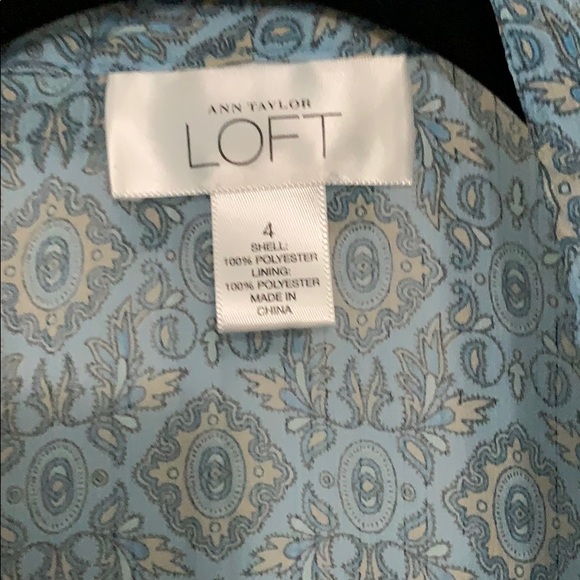 ANN TAYLOR
LOFT
4
SHELL:
100% POLYESTER
LINING:
100% POLYESTER
MADE IN
CHINA